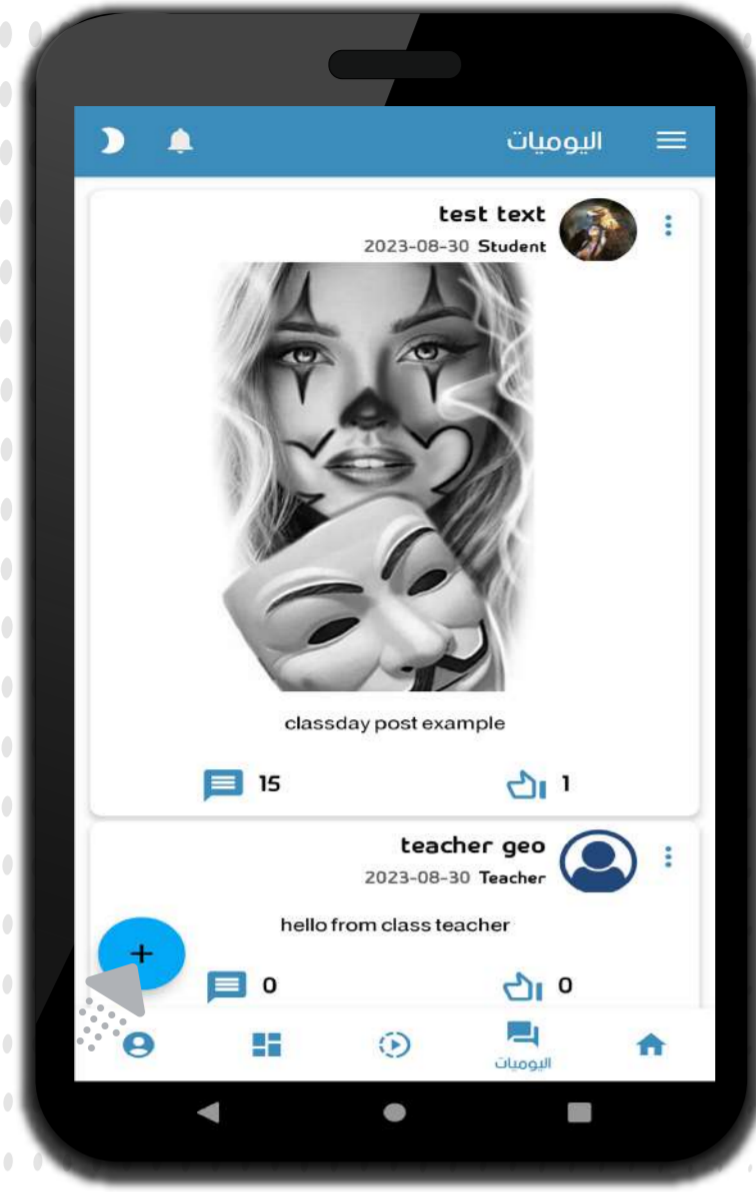 اليوميات
test text
2023-08-30 Student
classday post example
15 1
teacher geo
2023-08-30 Teacher
hello from class teacher
0 0
اليوميات